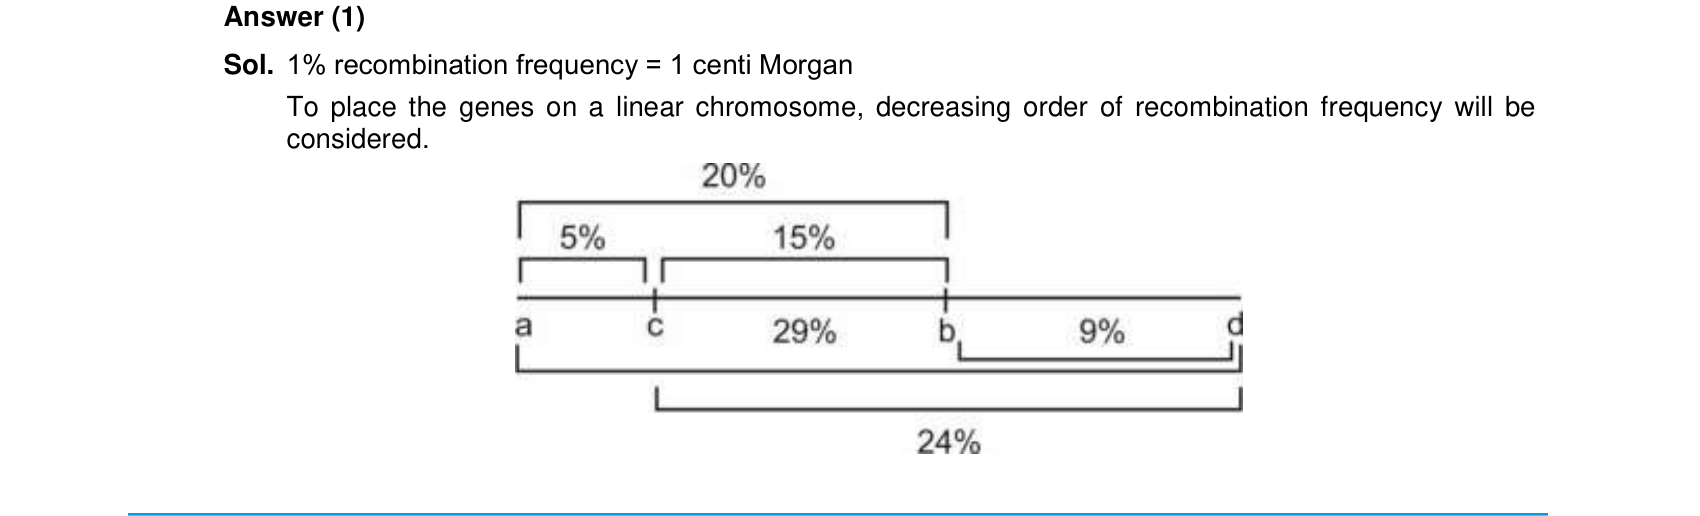 Answer (1)
Sol. 1% recombination frequency = 1 centi Morgan
To place the genes on a linear chromosome, decreasing order of recombination frequency will be
considered.
20%
5% 15%
a c 29% b 9% d
24%